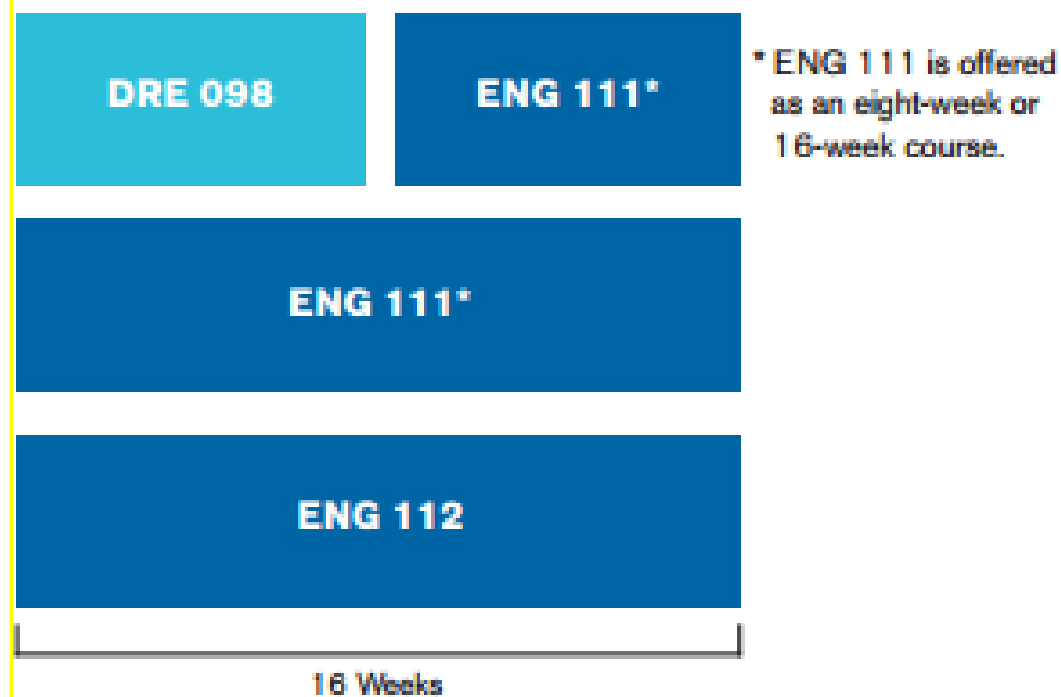 DRE 098
ENG 111*
* ENG 111 is offered
as an eight-week or
16-week course.
ENG 111*
ENG 112
16 Weeks